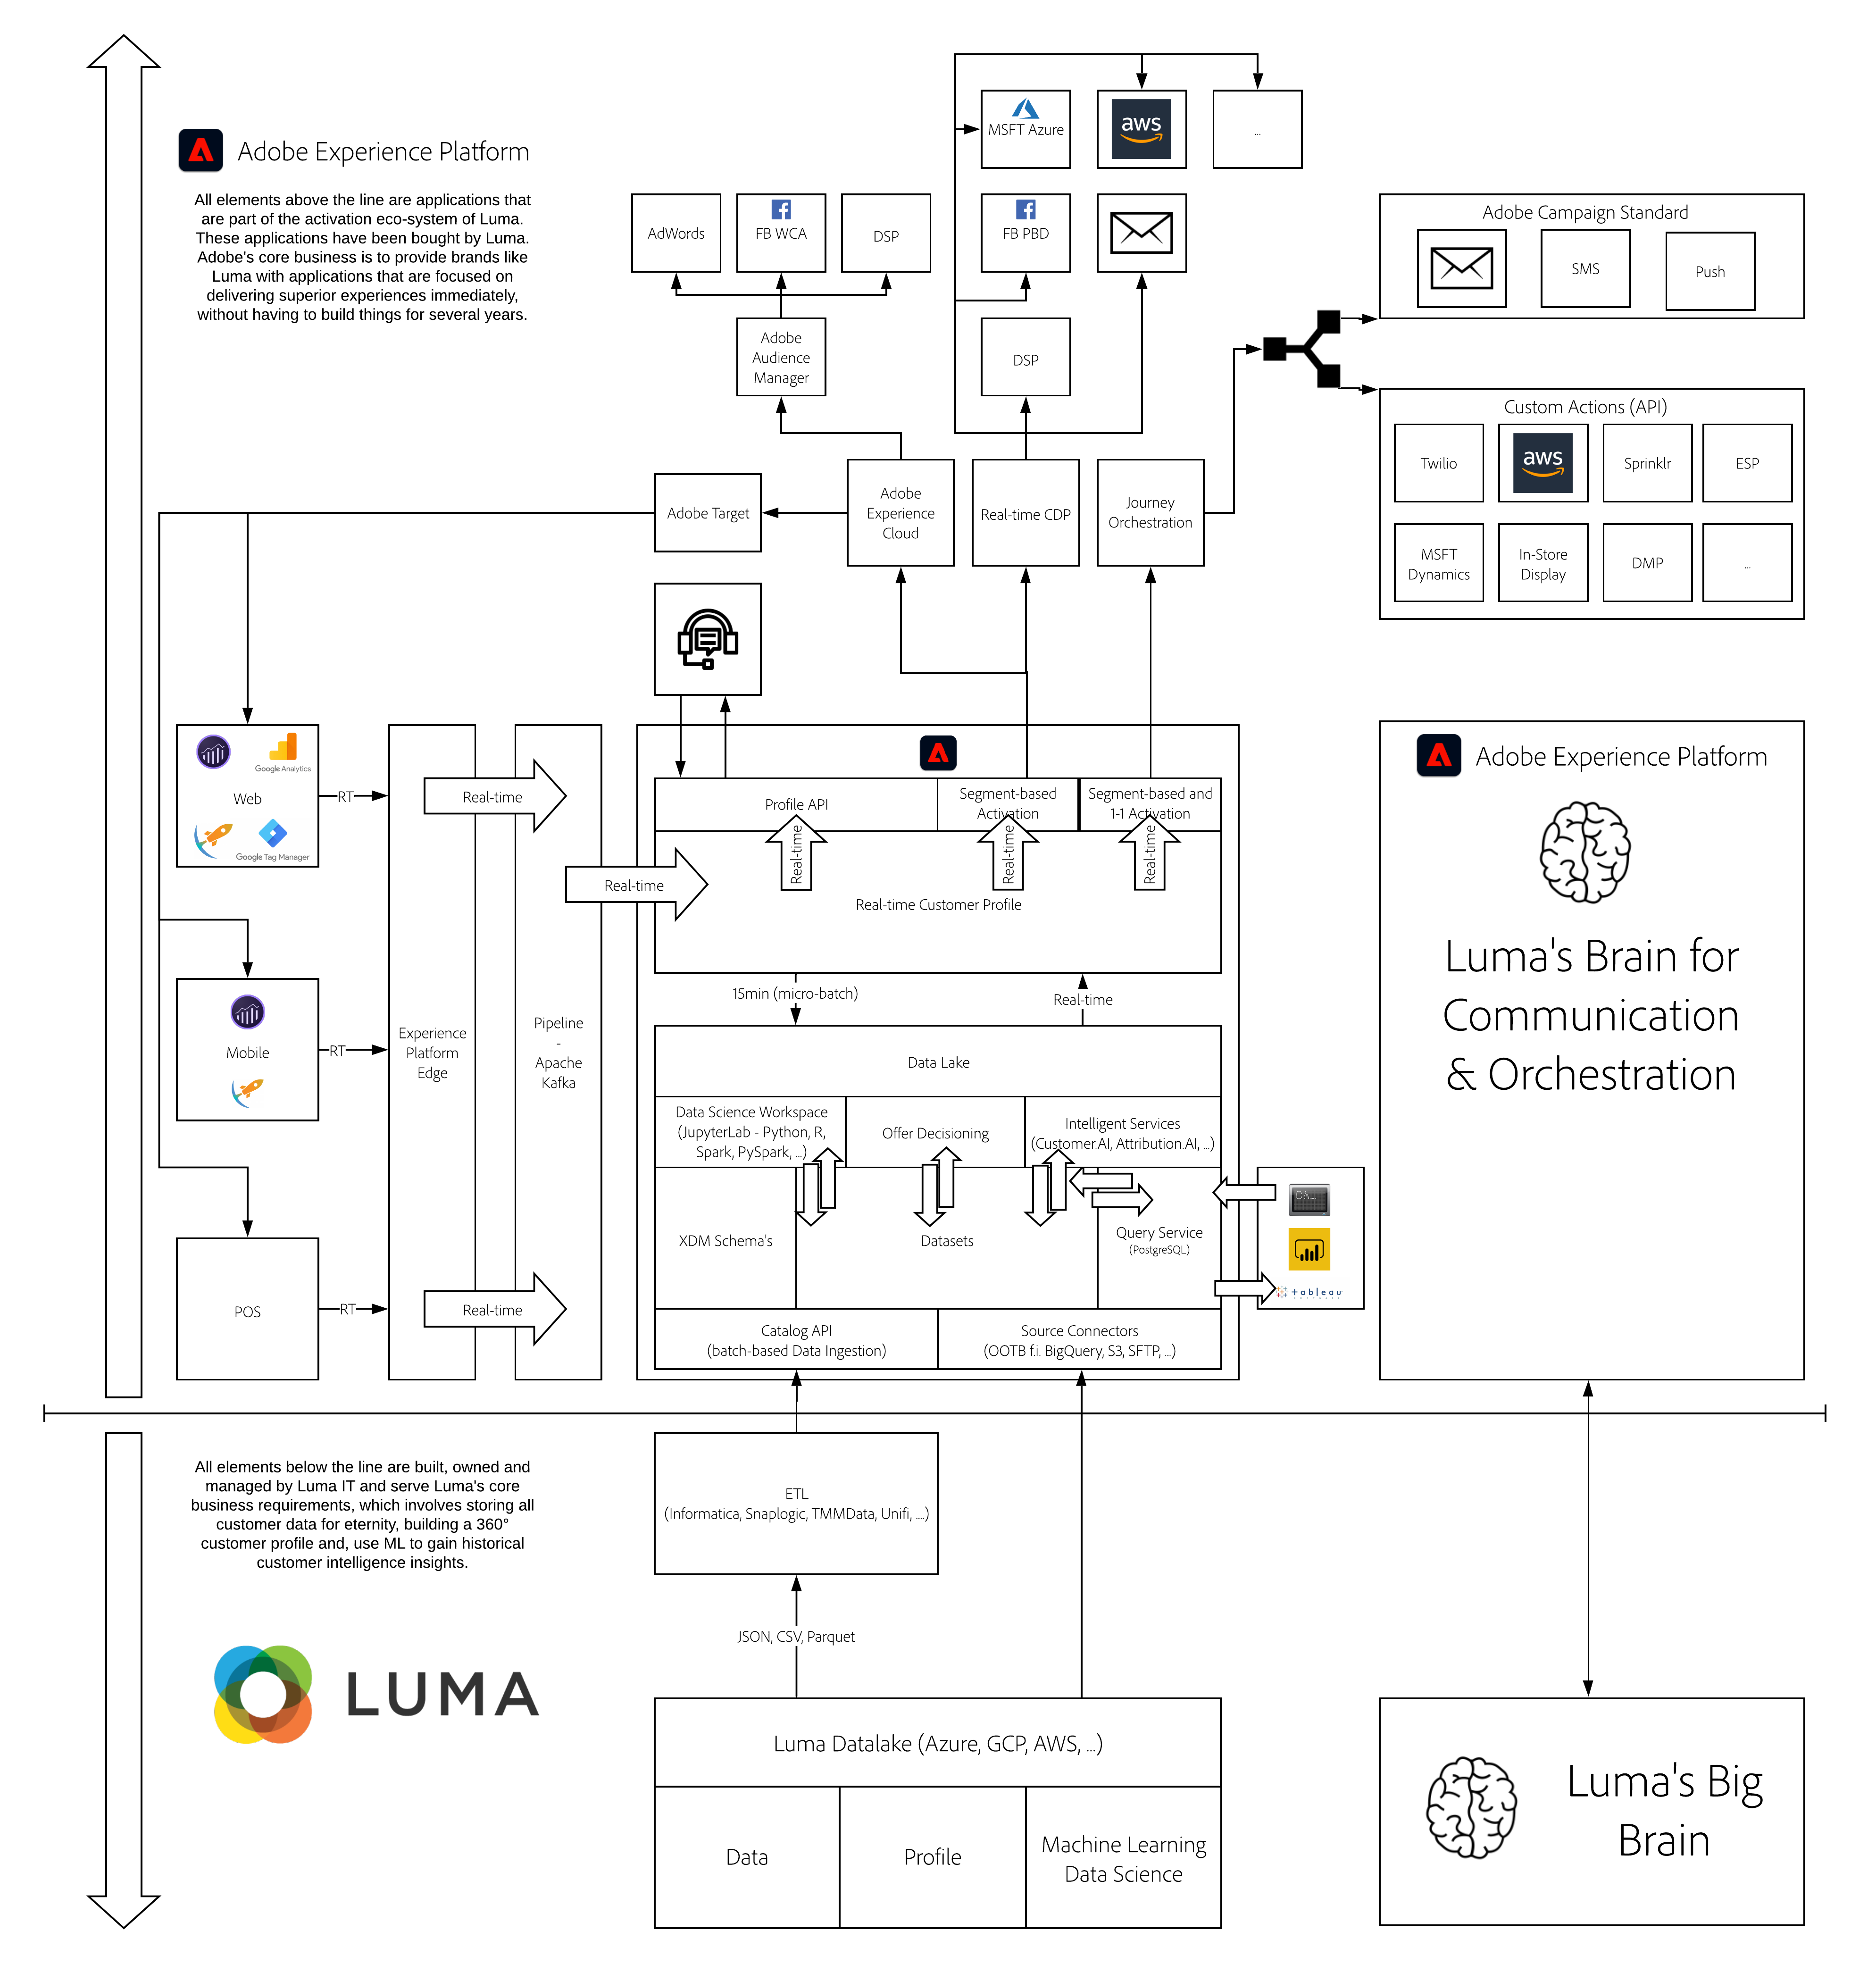 MSFT Azure
aws
...
Adobe Experience Platform
All elements above the line are applications that
are part of the activation eco-system of Luma.
These applications have been bought by Luma.
Adobe's core business is to provide brands like
Luma with applications that are focused on
delivering superior experiences immediately,
without having to build things for several years.
AdWords
FB WCA
DSP
FB PBD
Adobe Campaign Standard
SMS
Push
Adobe
Audience
Manager
DSP
Custom Actions (API)
Twilio
aws
Sprinklr
ESP
MSFT
Dynamics
In-Store
Display
DMP
...
Adobe Target
Adobe
Experience
Cloud
Real-time CDP
Journey
Orchestration
Google Analytics
Web
Google Tag Manager
RT
Mobile
RT
POS
RT
Experience
Platform
Edge
Pipeline
-
Apache
Kafka
Real-time
Real-time
Real-time
Profile API
Segment-based
Activation
Segment-based and
1-1 Activation
Real-time
Real-time
Real-time
Real-time Customer Profile
15min (micro-batch)
Real-time
Data Lake
Data Science Workspace
(JupyterLab - Python, R,
Spark, PySpark, ...)
Offer Decisioning
Intelligent Services
(Customer.AI, Attribution.AI, ...)
XDM Schema's
Datasets
Query Service
(PostgreSQL)
C:\_
+ a b l e a u
Catalog API
(batch-based Data Ingestion)
Source Connectors
(OOTB f.i. BigQuery, S3, SFTP, ...)
Adobe Experience Platform
Luma's Brain for
Communication
& Orchestration
All elements below the line are built, owned and
managed by Luma IT and serve Luma's core
business requirements, which involves storing all
customer data for eternity, building a 360°
customer profile and, use ML to gain historical
customer intelligence insights.
LUMA
ETL
(Informatica, Snaplogic, TMMData, Unifi, ....)
JSON, CSV, Parquet
Luma Datalake (Azure, GCP, AWS, ...)
Data
Profile
Machine Learning
Data Science
Luma's Big
Brain